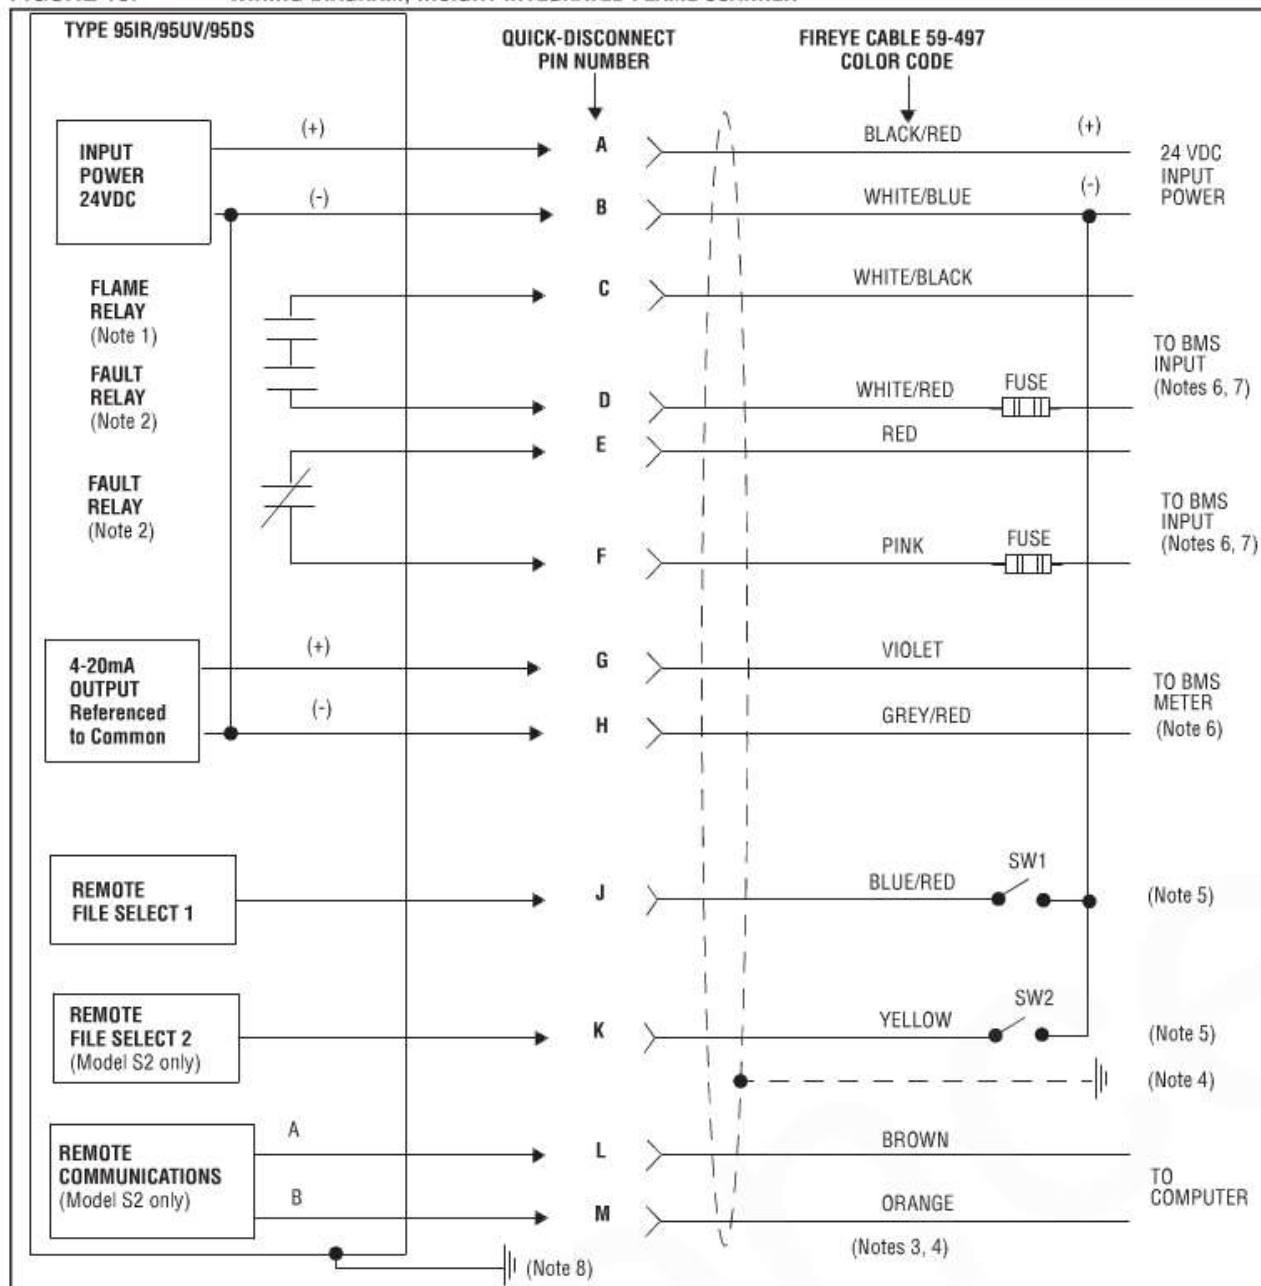 TYPE 95IR/95UV/95DS
QUICK-DISCONNECT
PIN NUMBER
FIREYE CABLE 59-497
COLOR CODE
INPUT
POWER
24VDC
(+)
A
BLACK/RED
(+)
24 VDC
INPUT
POWER
(-)
B
WHITE/BLUE
(-)
FLAME
RELAY
(Note 1)
C
WHITE/BLACK
TO BMS
INPUT
(Notes 6, 7)
FAULT
RELAY
(Note 2)
D
WHITE/RED
FUSE
E
RED
FAULT
RELAY
(Note 2)
TO BMS
INPUT
(Notes 6, 7)
F
PINK
FUSE
4-20mA
OUTPUT
Referenced
to Common
(+)
G
VIOLET
TO BMS
METER
(Note 6)
(-)
H
GREY/RED
REMOTE
FILE SELECT 1
J
BLUE/RED
SW1
(Note 5)
REMOTE
FILE SELECT 2
(Model S2 only)
K
YELLOW
SW2
(Note 5)
(Note 4)
REMOTE
COMMUNICATIONS
(Model S2 only)
A
L
BROWN
TO
COMPUTER
B
M
ORANGE
(Notes 3, 4)
(Note 8)